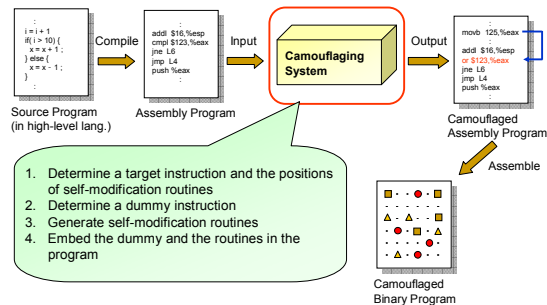 :
i = i + 1
if( i > 10) {
x = x + 1 ;
} else {
x = x - 1 ;
}
:
Source Program
(in high-level lang.)
Compile
:
addl $16,%esp
cmpl $123,%eax
jne L6
jmp L4
push %eax
:
Assembly Program
Input
Camouflaging
System
Output
:
movb 125,%eax
:
addl $16,%esp
or $123,%eax
jne L6
jmp L4
push %eax
:
Camouflaged
Assembly Program
Assemble
1. Determine a target instruction and the positions
of self-modification routines
2. Determine a dummy instruction
3. Generate self-modification routines
4. Embed the dummy and the routines in the
program
Camouflaged
Binary Program